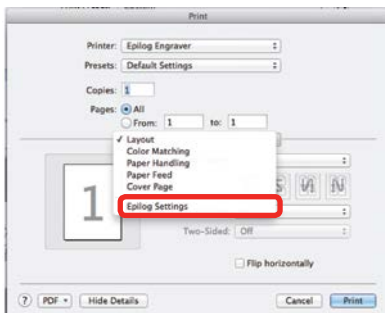 Print
Printer: Epilog Engraver
Presets: Default Settings
Copies: 1
Pages: All
From: 1 to: 1
✓ Layout
Color Matching
Paper Handling
Paper Feed
Cover Page
Epilog Settings
1
Two-Sided: Off
Flip horizontally
? PDF Hide Details Cancel Print